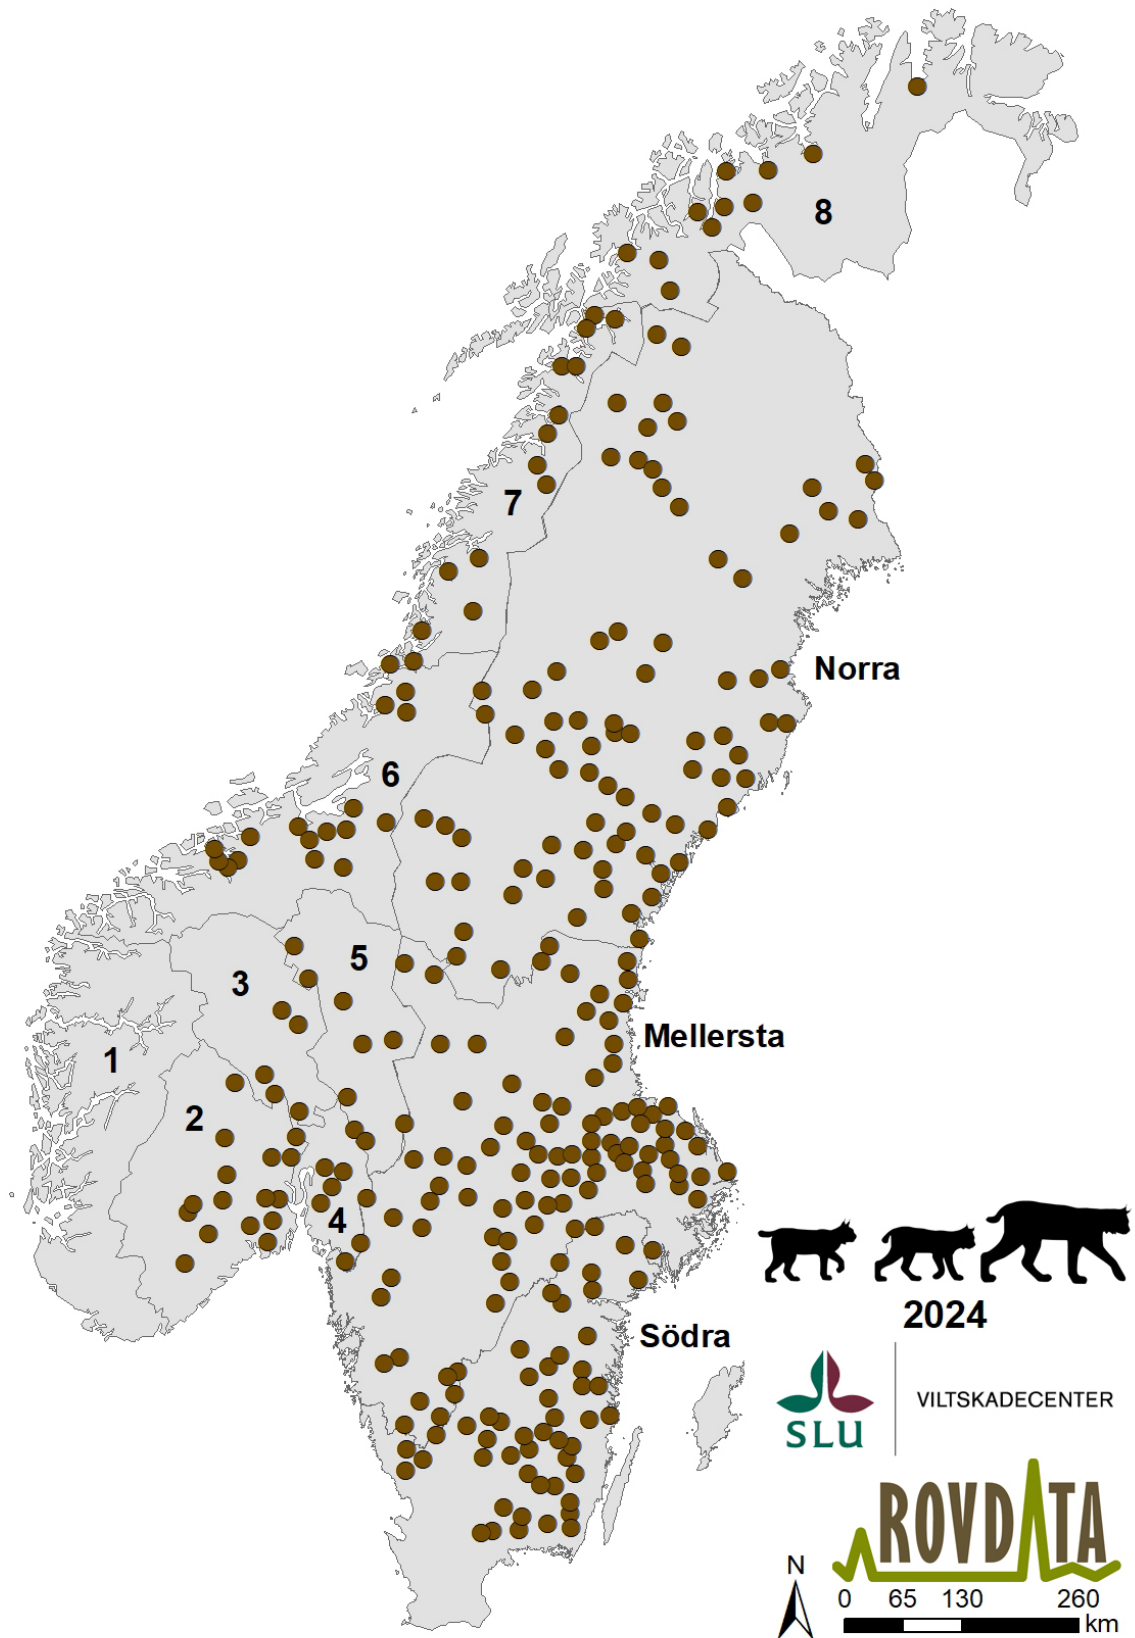 8
7
Norra
6
5
3
Mellersta
1
2
4
2024
Södra
SLU
VILTSKADECENTER
ROVDATA
N
0 65 130 260
km